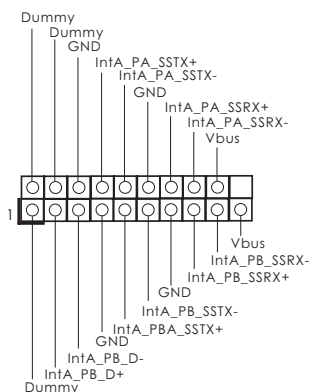 Dummy
Dummy
GND
IntA_PA_SSTX+
IntA_PA_SSTX-
GND
IntA_PA_SSRX+
IntA_PA_SSRX-
Vbus
1
Vbus
IntA_PB_SSRX-
IntA_PB_SSRX+
GND
IntA_PB_SSTX-
IntA_PBA_SSTX+
GND
IntA_PB_D-
IntA_PB_D+
Dummy